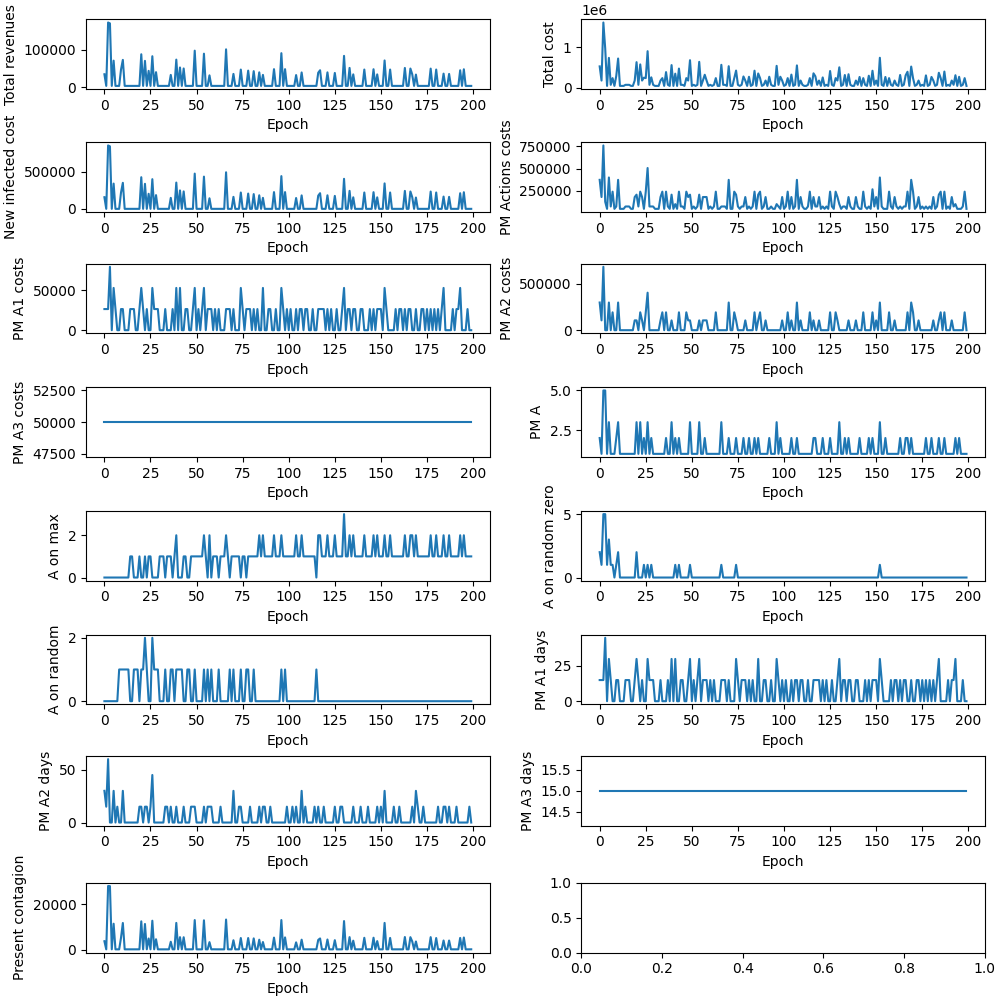 Total revenues
100000
0
0 25 50 75 100 125 150 175 200
Epoch
1e6
Total cost
1
0
0 25 50 75 100 125 150 175 200
Epoch
New infected cost
500000
0
0 25 50 75 100 125 150 175 200
Epoch
PM Actions costs
750000
500000
250000
0 25 50 75 100 125 150 175 200
Epoch
PM A1 costs
50000
0
0 25 50 75 100 125 150 175 200
Epoch
PM A2 costs
500000
0
0 25 50 75 100 125 150 175 200
Epoch
PM A3 costs
52500
50000
47500
0 25 50 75 100 125 150 175 200
Epoch
PM A
5.0
2.5
0 25 50 75 100 125 150 175 200
Epoch
A on max
2
0
0 25 50 75 100 125 150 175 200
Epoch
A on random zero
5
0
0 25 50 75 100 125 150 175 200
Epoch
A on random
2
0
0 25 50 75 100 125 150 175 200
Epoch
PM A1 days
25
0
0 25 50 75 100 125 150 175 200
Epoch
PM A2 days
50
0
0 25 50 75 100 125 150 175 200
Epoch
PM A3 days
15.5
15.0
14.5
0 25 50 75 100 125 150 175 200
Epoch
Present contagion
20000
0
0 25 50 75 100 125 150 175 200
Epoch
1.0
0.5
0.0
0.0 0.2 0.4 0.6 0.8 1.0